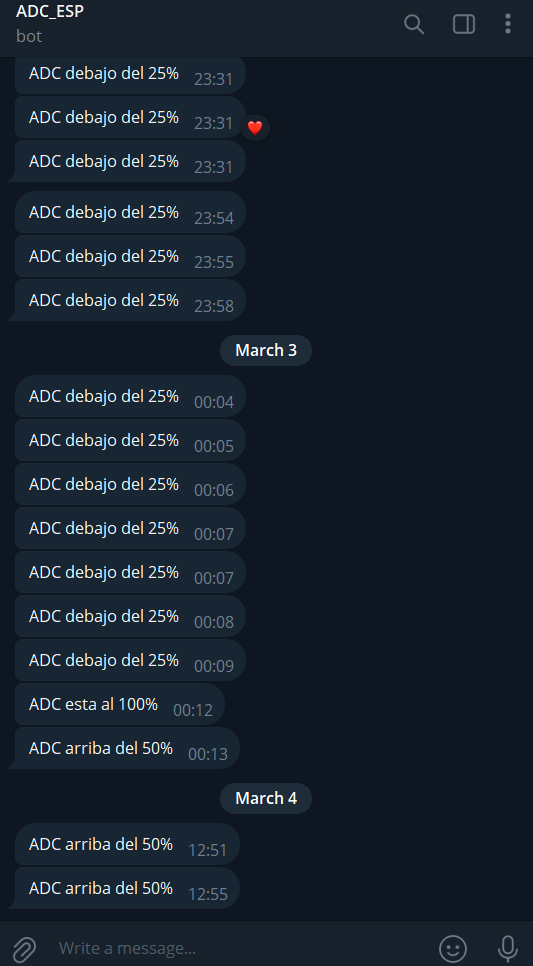 ADC_ESP
bot
ADC debajo del 25% 23:31
ADC debajo del 25% 23:31
ADC debajo del 25% 23:31
ADC debajo del 25% 23:54
ADC debajo del 25% 23:55
ADC debajo del 25% 23:58
March 3
ADC debajo del 25% 00:04
ADC debajo del 25% 00:05
ADC debajo del 25% 00:06
ADC debajo del 25% 00:07
ADC debajo del 25% 00:07
ADC debajo del 25% 00:08
ADC debajo del 25% 00:09
ADC esta al 100% 00:12
ADC arriba del 50% 00:13
March 4
ADC arriba del 50% 12:51
ADC arriba del 50% 12:55
Write a message...